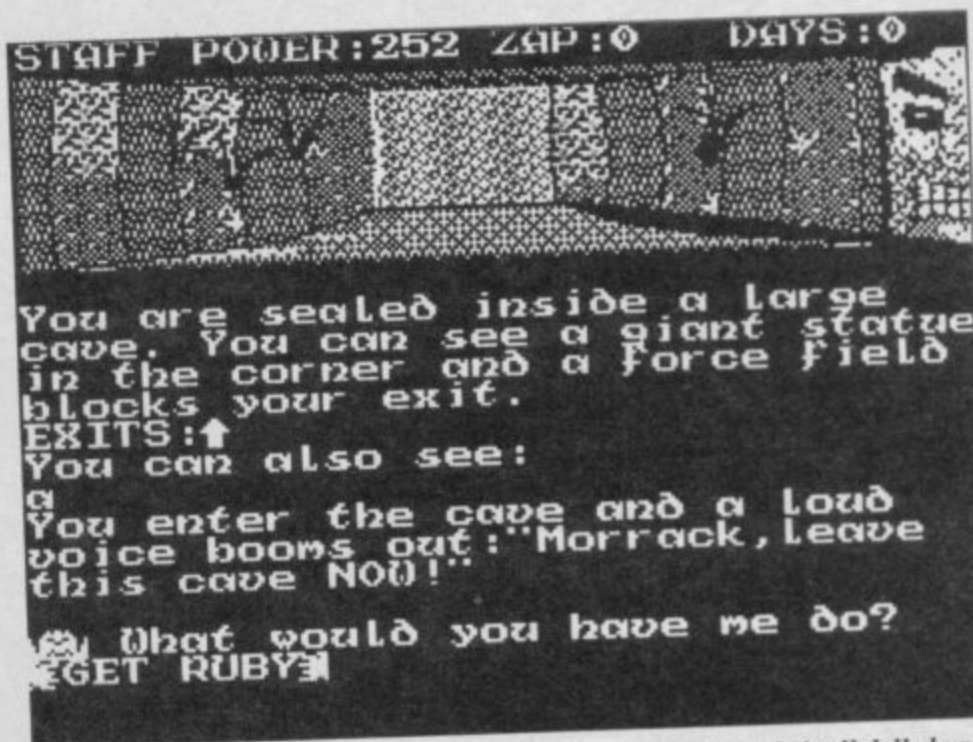 STAFF POWER:252 ZAP:0 DAYS:0
You are sealed inside a large
cave. You can see a giant statue
in the corner and a force field
blocks your exit.
EXITS:⬆
You can also see:
a
You enter the cave and a loud
voice booms out:"Morrack,leave
this cave NOW!"
What would you have me do?
GET RUBY